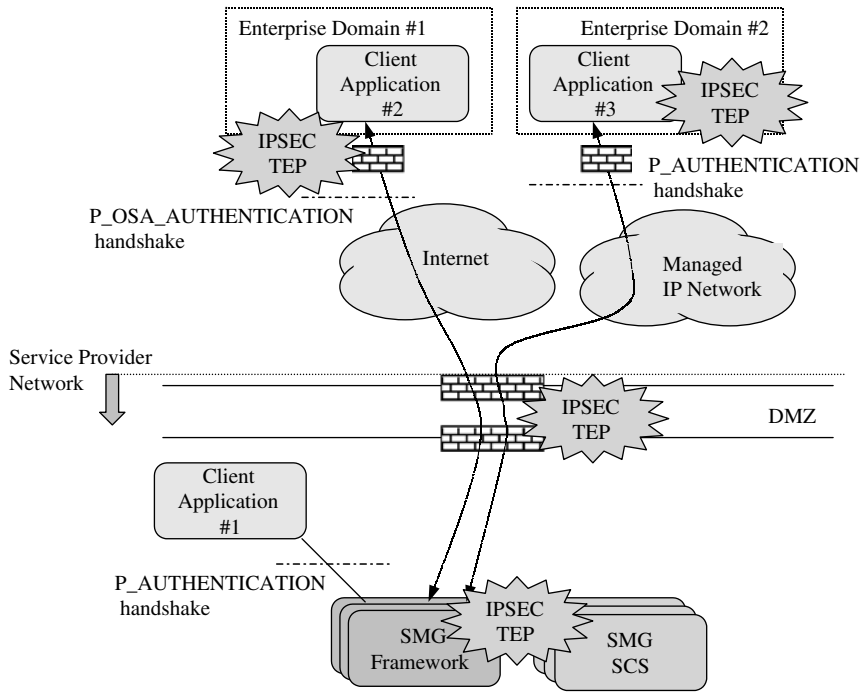 Enterprise Domain #1
Enterprise Domain #2
Client
Application
#2
Client
Application
#3
IPSEC
TEP
IPSEC
TEP
P_AUTHENTICATION
handshake
P_OSA_AUTHENTICATION
handshake
Internet
Managed
IP Network
Service Provider
Network
IPSEC
TEP
DMZ
Client
Application
#1
P_AUTHENTICATION
handshake
SMG
Framework
IPSEC
TEP
SMG
SCS